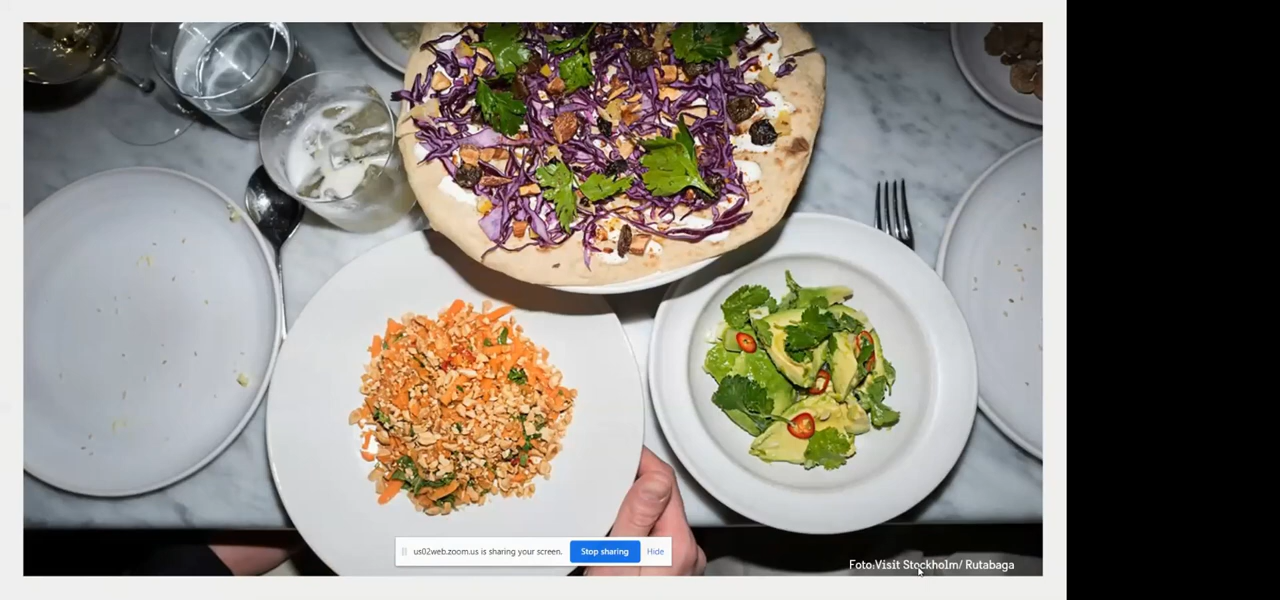 us02web.zoom.us is sharing your screen. Stop sharing Hide
Foto:Visit Stockholm/ Rutabaga